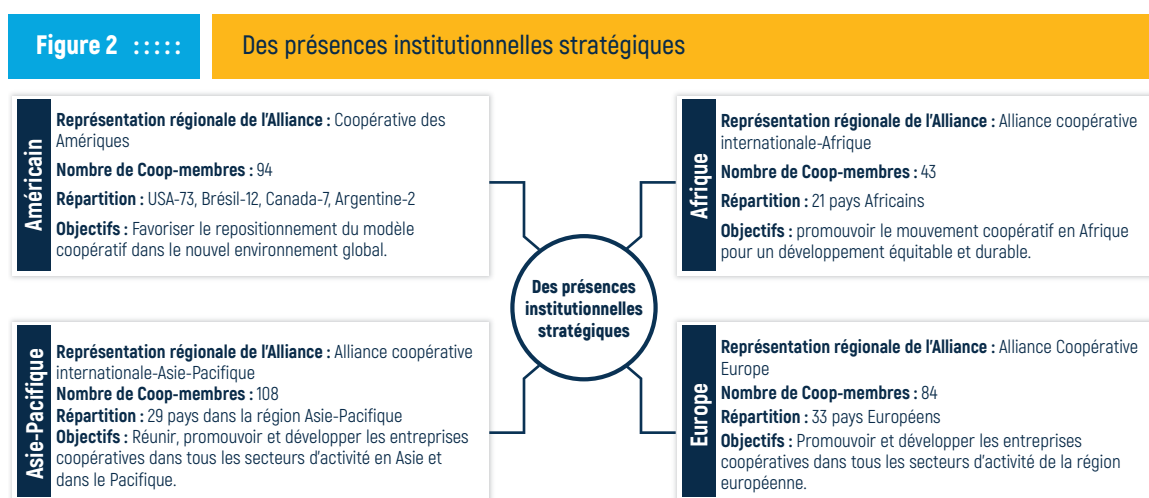 Figure 2 :::::
Des présences institutionnelles stratégiques
Américain
Représentation régionale de l'Alliance : Coopérative des
Amériques
Nombre de Coop-membres : 94
Répartition : USA-73, Brésil-12, Canada-7, Argentine-2
Objectifs : Favoriser le repositionnement du modèle
coopératif dans le nouvel environnement global.
Afrique
Représentation régionale de l'Alliance : Alliance coopérative
internationale-Afrique
Nombre de Coop-membres : 43
Répartition : 21 pays Africains
Objectifs : promouvoir le mouvement coopératif en Afrique
pour un développement équitable et durable.
Des présences
institutionnelles
stratégiques
Asie-Pacifique
Représentation régionale de l'Alliance : Alliance coopérative
internationale-Asie-Pacifique
Nombre de Coop-membres : 108
Répartition : 29 pays dans la région Asie-Pacifique
Objectifs : Réunir, promouvoir et développer les entreprises
coopératives dans tous les secteurs d'activité en Asie et
dans le Pacifique.
Europe
Représentation régionale de l'Alliance : Alliance Coopérative
Europe
Nombre de Coop-membres : 84
Répartition : 33 pays Européens
Objectifs : Promouvoir et développer les entreprises
coopératives dans tous les secteurs d'activité de la région
européenne.